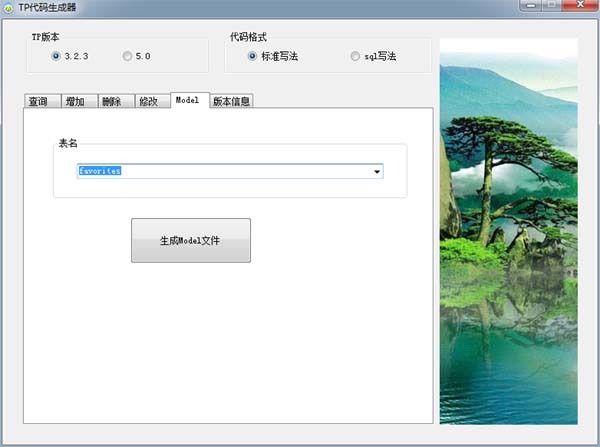 TP代码生成器
TP版本
3.2.3
5.0
代码格式
标准写法
sql写法
查询
增加
删除
修改
Model
版本信息
表名
favorites
生成Model文件